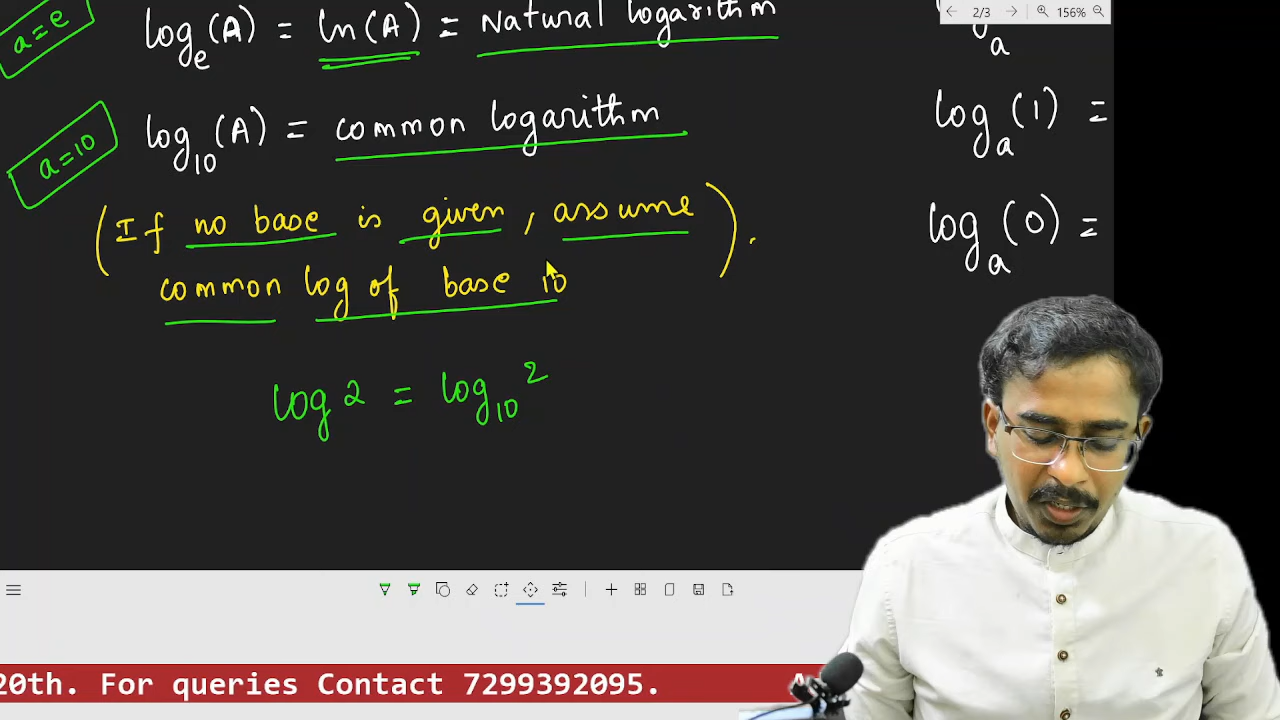 a=e
logₑ(A) = ln(A) = Natural logarithm
a=10
log₁₀(A) = common logarithm
(If no base is given, assume
common log of base 10).
log 2 = log₁₀ 2
2/3 156%
a
logₐ(1) =
logₐ(0) =
20th. For queries Contact 7299392095.